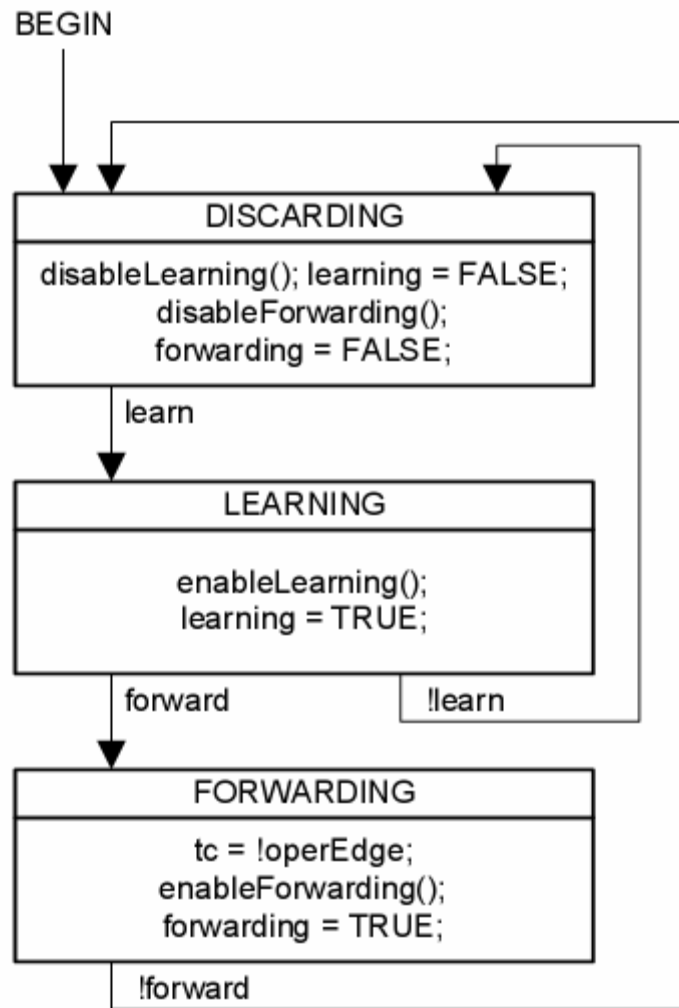 BEGIN
DISCARDING
disableLearning(); learning = FALSE;
disableForwarding();
forwarding = FALSE;
learn
LEARNING
enableLearning();
learning = TRUE;
forward
!learn
FORWARDING
tc = !operEdge;
enableForwarding();
forwarding = TRUE;
!forward